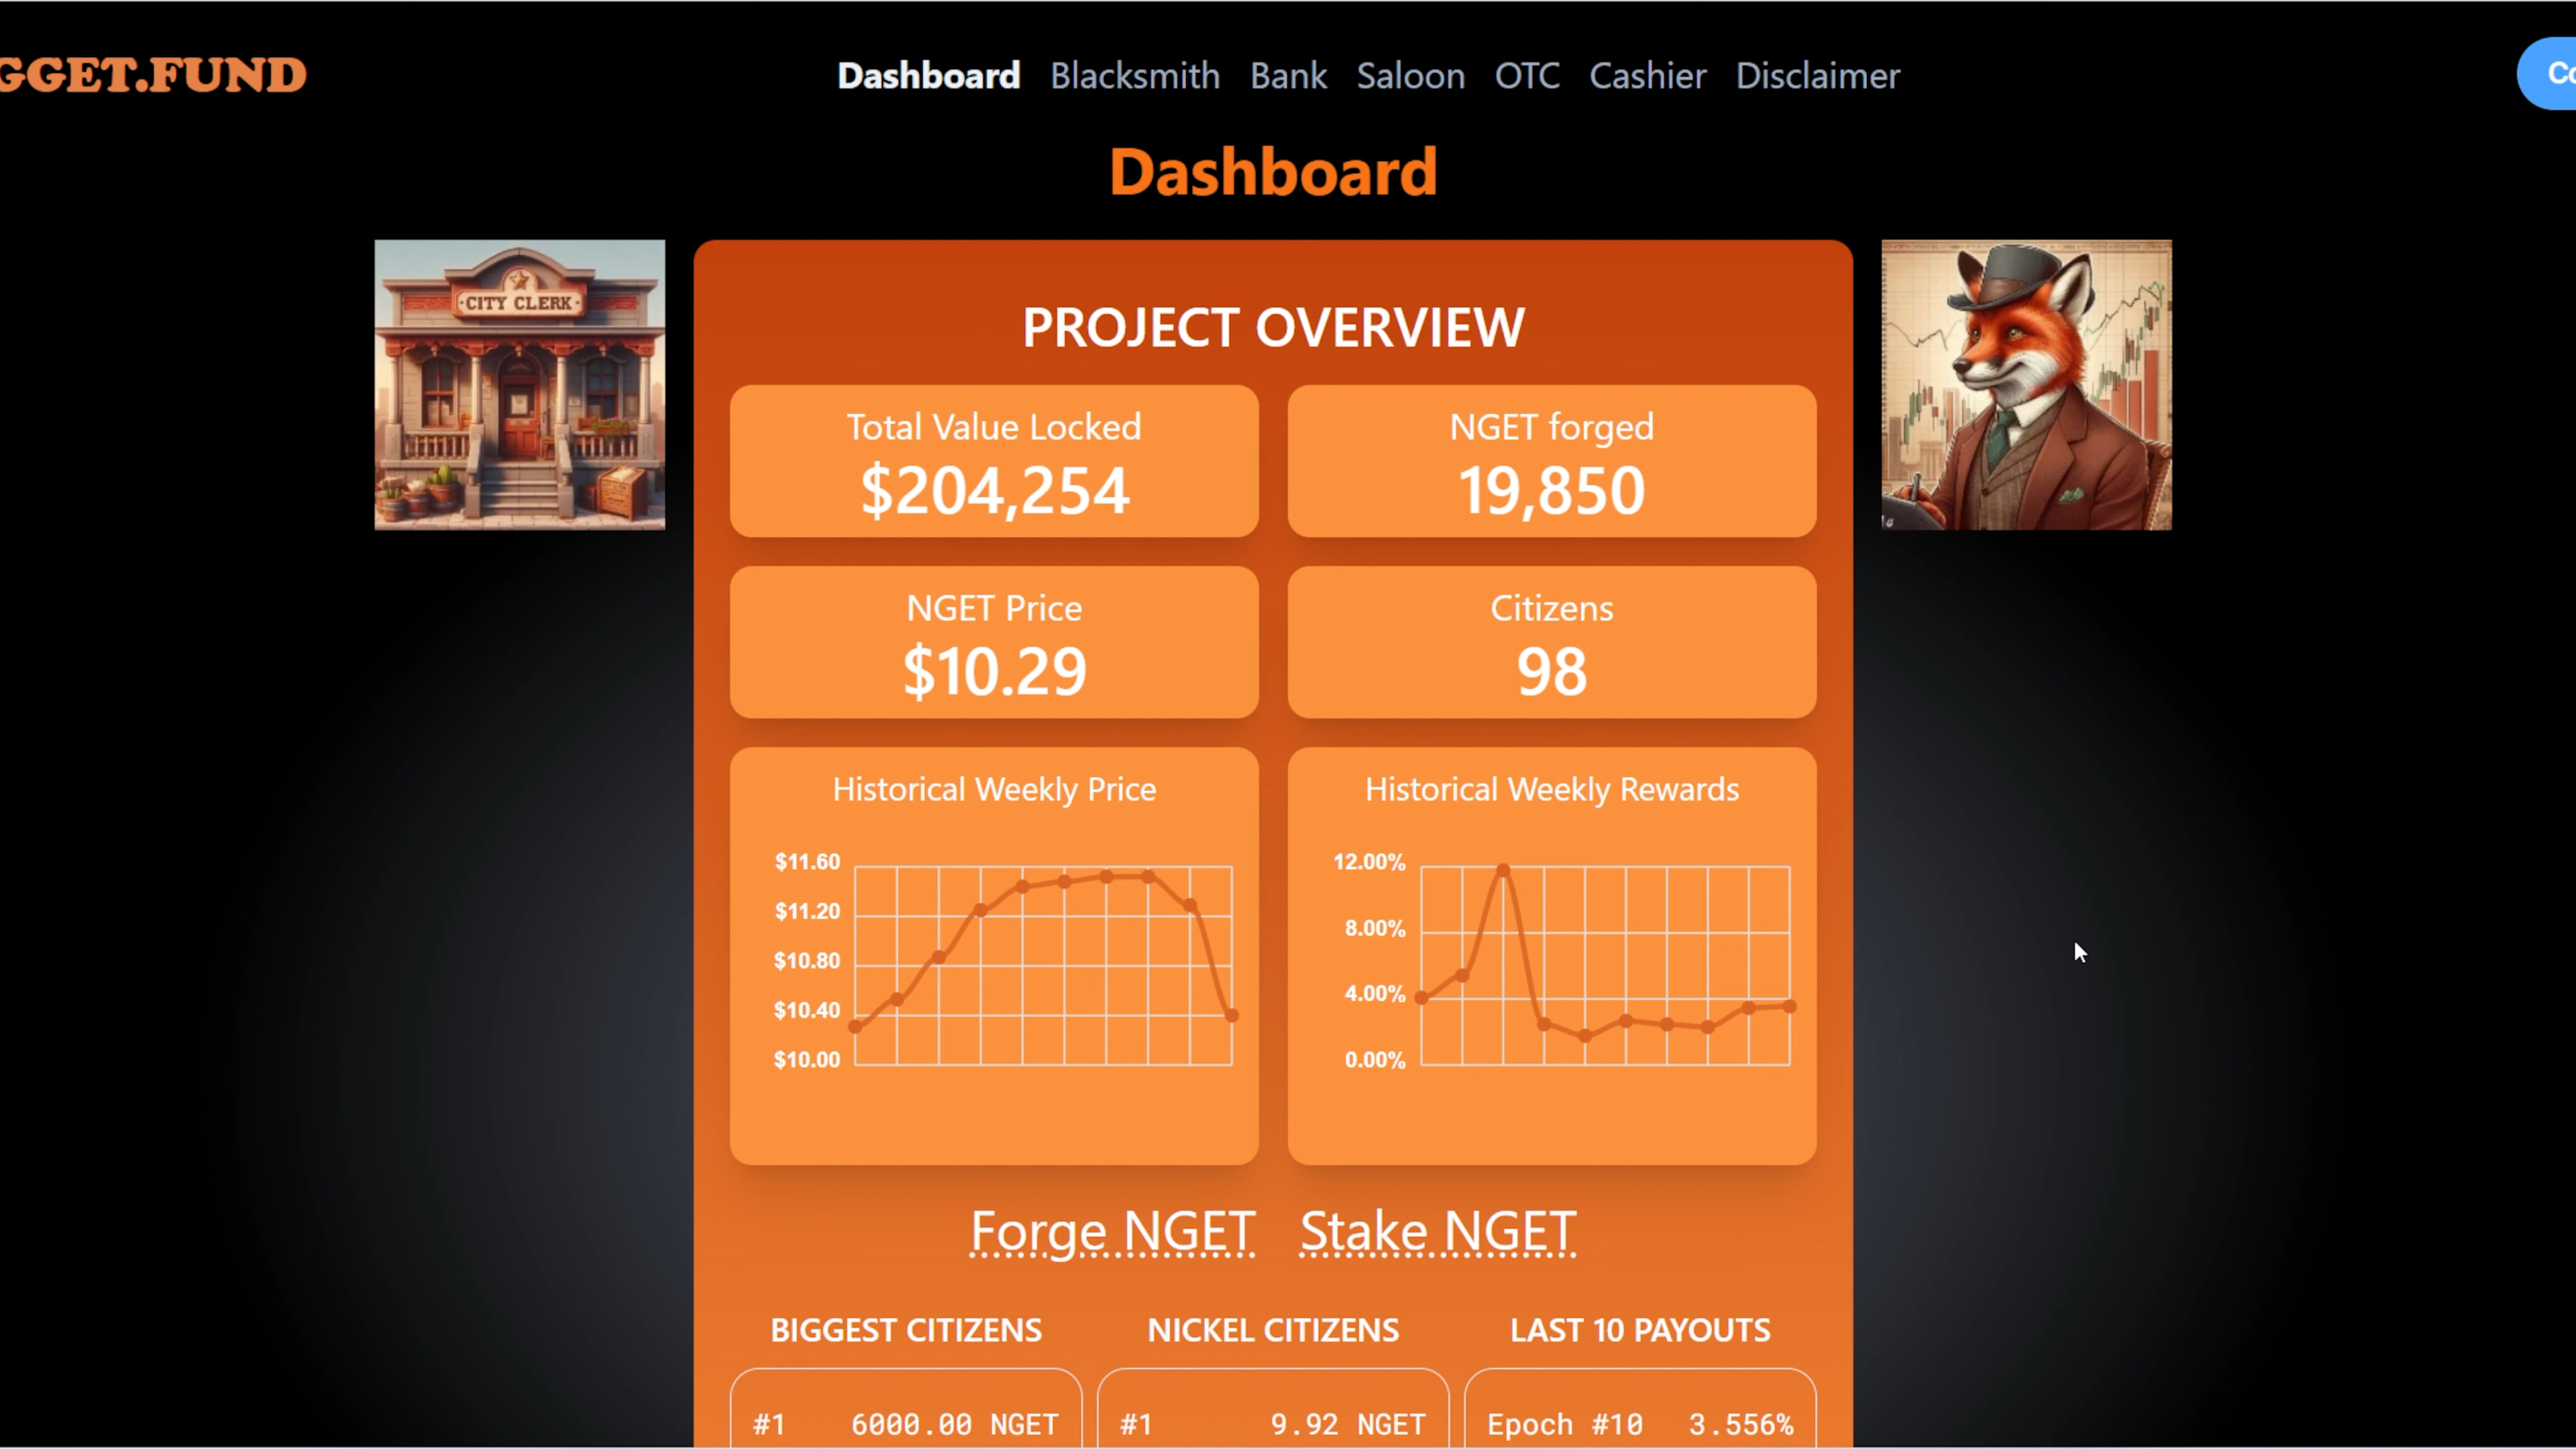 GGET.FUND
Dashboard Blacksmith Bank Saloon OTC Cashier Disclaimer
Co
Dashboard
CITY CLERK
PROJECT OVERVIEW
Total Value Locked
$204,254
NGET forged
19,850
NGET Price
$10.29
Citizens
98
Historical Weekly Price
$11.60
$11.20
$10.80
$10.40
$10.00
Historical Weekly Rewards
12.00%
8.00%
4.00%
0.00%
Forge NGET Stake NGET
BIGGEST CITIZENS
#1 6000.00 NGET
NICKEL CITIZENS
#1 9.92 NGET
LAST 10 PAYOUTS
Epoch #10 3.556%